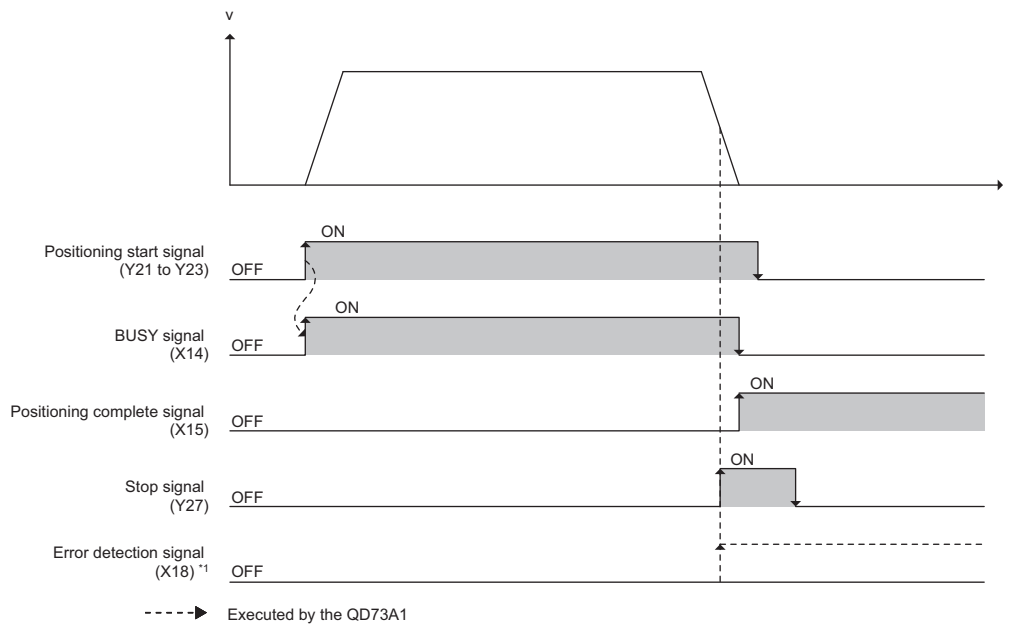 v
ON
Positioning start signal
(Y21 to Y23)
OFF
ON
BUSY signal
(X14)
OFF
ON
Positioning complete signal
(X15)
OFF
ON
Stop signal
(Y27)
OFF
Error detection signal
(X18) *1
OFF
Executed by the QD73A1